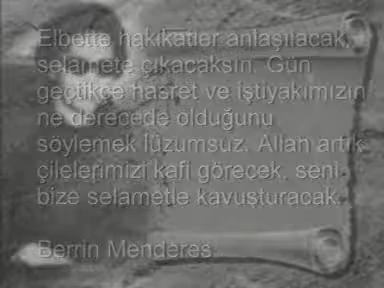 Elbette hakikatler anlaşılacak,
selamete çıkacaksın. Gün
geçtikçe hasret ve iştiyakımızın
ne derecede olduğunu
söylemek lüzumsuz. Allah artık
çilelerimizi kafi görecek, seni
bize selametle kavuşturacak.
Berrin Menderes